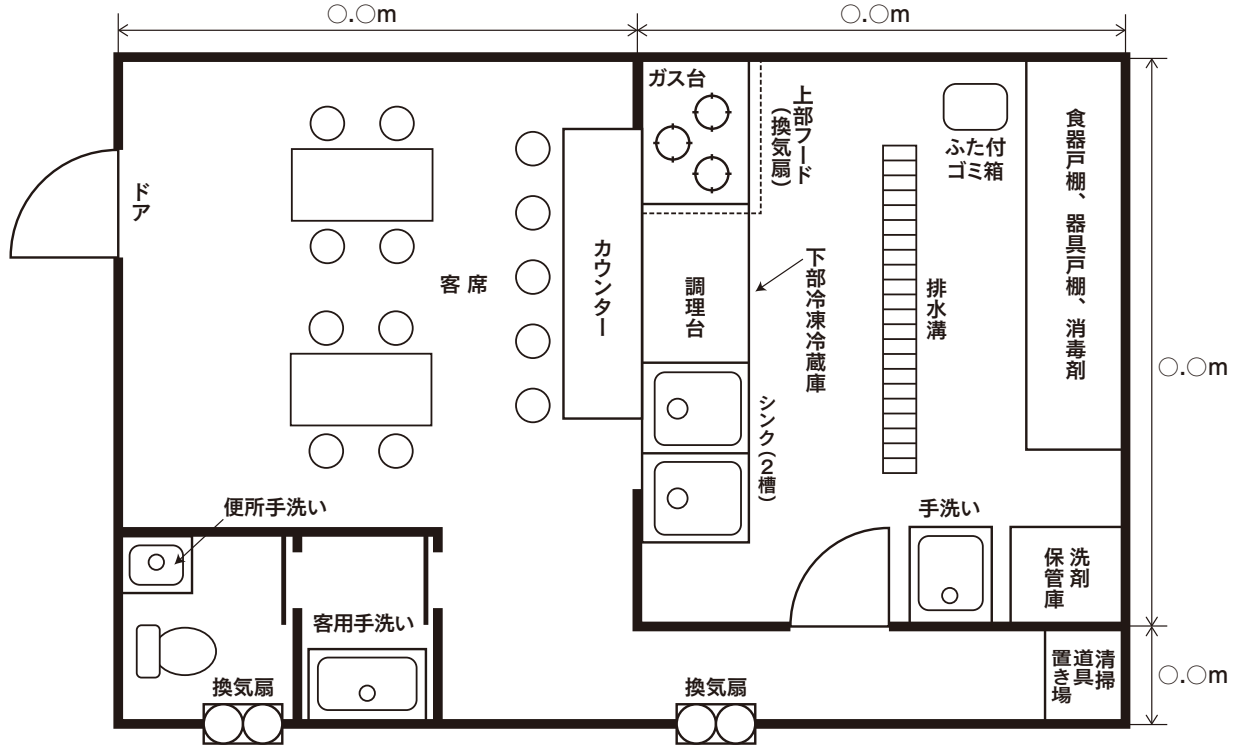 ○.○m
○.○m
ガス台
上部フード
(換気扇)
ふた付
ゴミ箱
食器戸棚、器具戸棚、消毒剤
ドア
客席
カウンター
調理台
下部冷凍冷蔵庫
排水溝
○.○m
シンク(2槽)
便所手洗い
手洗い
洗剤
保管庫
客用手洗い
清掃
道具
置き場
○.○m
換気扇
換気扇